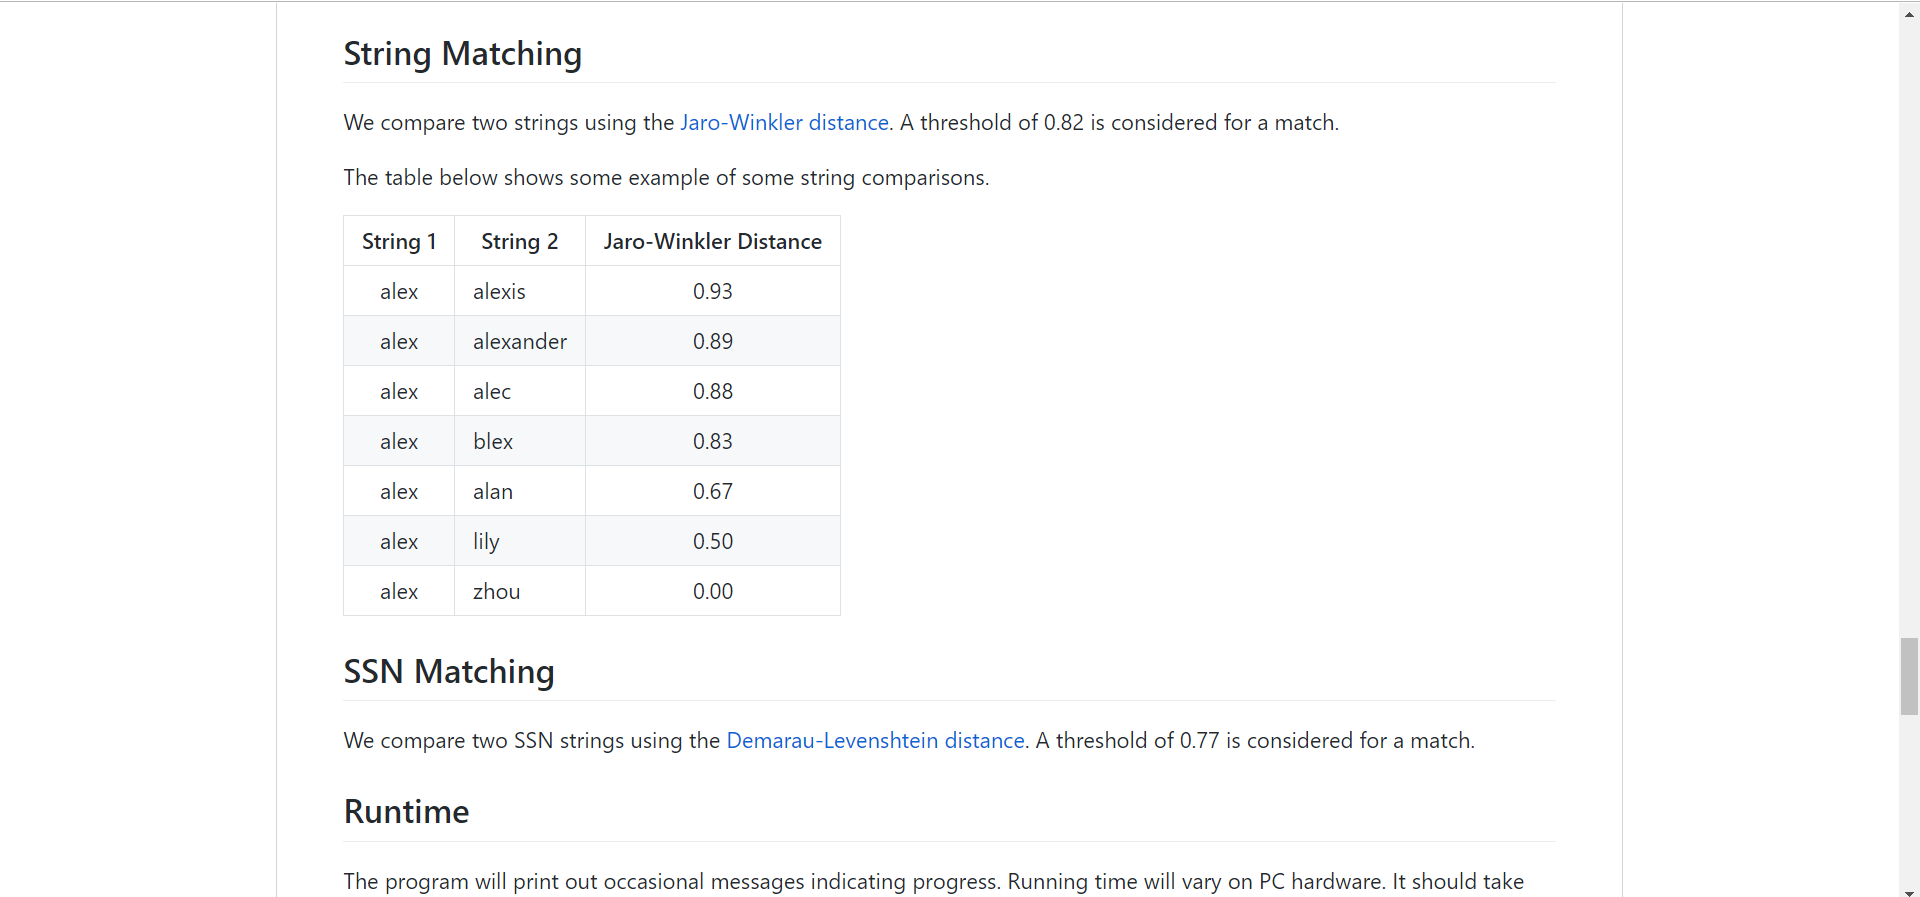 String Matching
We compare two strings using the Jaro-Winkler distance. A threshold of 0.82 is considered for a match.
The table below shows some example of some string comparisons.
String 1 String 2 Jaro-Winkler Distance
alex alexis 0.93
alex alexander 0.89
alex alec 0.88
alex blex 0.83
alex alan 0.67
alex lily 0.50
alex zhou 0.00
SSN Matching
We compare two SSN strings using the Demarau-Levenshtein distance. A threshold of 0.77 is considered for a match.
Runtime
The program will print out occasional messages indicating progress. Running time will vary on PC hardware. It should take